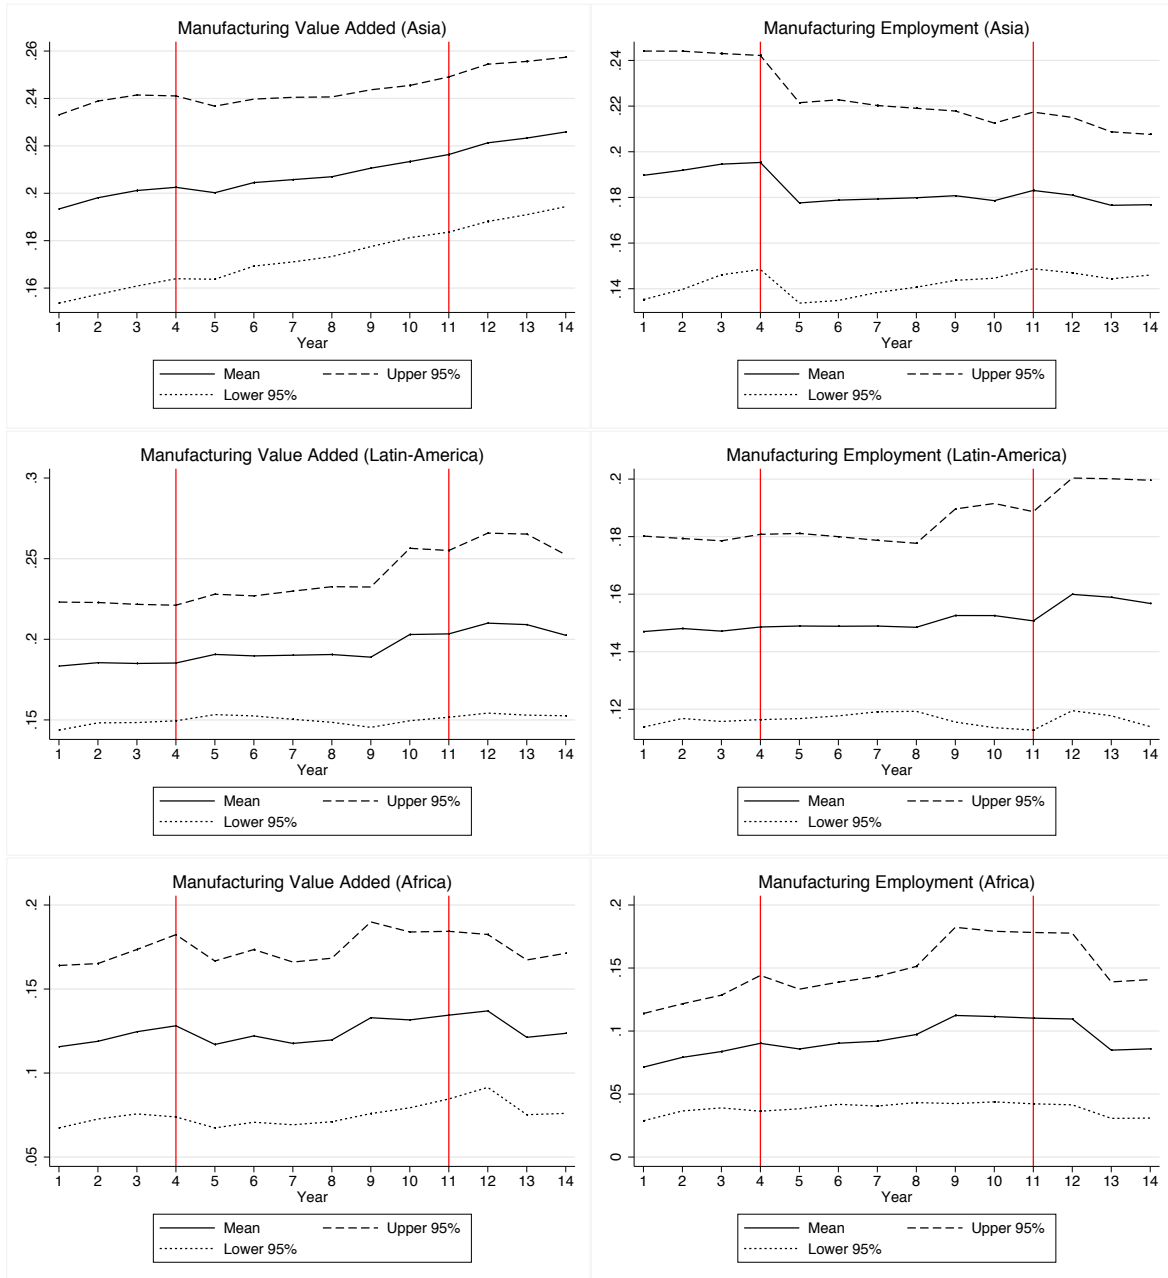 Manufacturing Value Added (Asia)
.26
.24
.22
.2
.18
.16
1 2 3 4 5 6 7 8 9 10 11 12 13 14
Year
Mean Upper 95%
Lower 95%
Manufacturing Employment (Asia)
.24
.22
.2
.18
.16
.14
1 2 3 4 5 6 7 8 9 10 11 12 13 14
Year
Mean Upper 95%
Lower 95%
Manufacturing Value Added (Latin-America)
.3
.25
.2
.15
1 2 3 4 5 6 7 8 9 10 11 12 13 14
Year
Mean Upper 95%
Lower 95%
Manufacturing Employment (Latin-America)
.2
.18
.16
.14
.12
1 2 3 4 5 6 7 8 9 10 11 12 13 14
Year
Mean Upper 95%
Lower 95%
Manufacturing Value Added (Africa)
.2
.15
.1
.05
1 2 3 4 5 6 7 8 9 10 11 12 13 14
Year
Mean Upper 95%
Lower 95%
Manufacturing Employment (Africa)
.2
.15
.1
.05
0
1 2 3 4 5 6 7 8 9 10 11 12 13 14
Year
Mean Upper 95%
Lower 95%